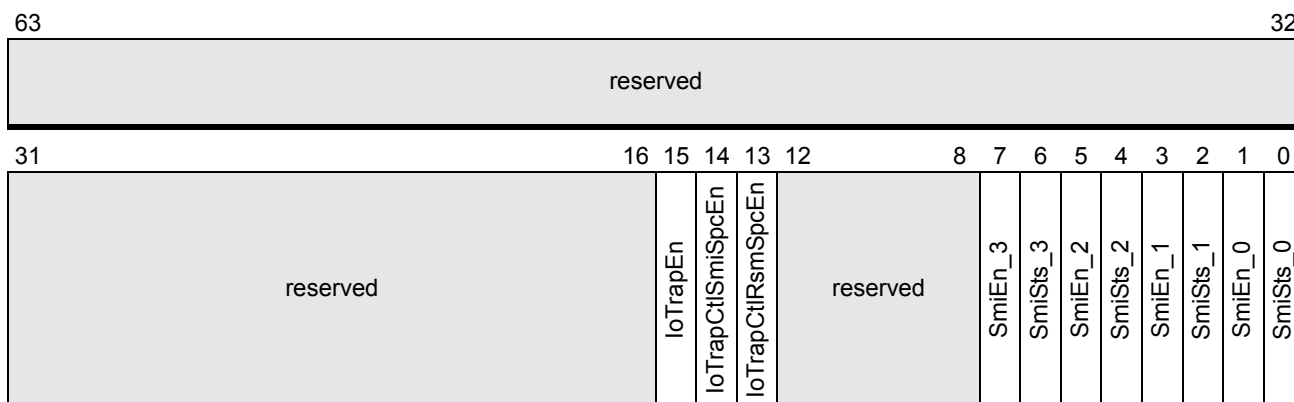 63 32
reserved
31 16 15 14 13 12 8 7 6 5 4 3 2 1 0
reserved
IoTrapEn
IoTrapCtlSmiSpcEn
IoTrapCtlRsmSpcEn
reserved
SmiEn_3
SmiSts_3
SmiEn_2
SmiSts_2
SmiEn_1
SmiSts_1
SmiEn_0
SmiSts_0